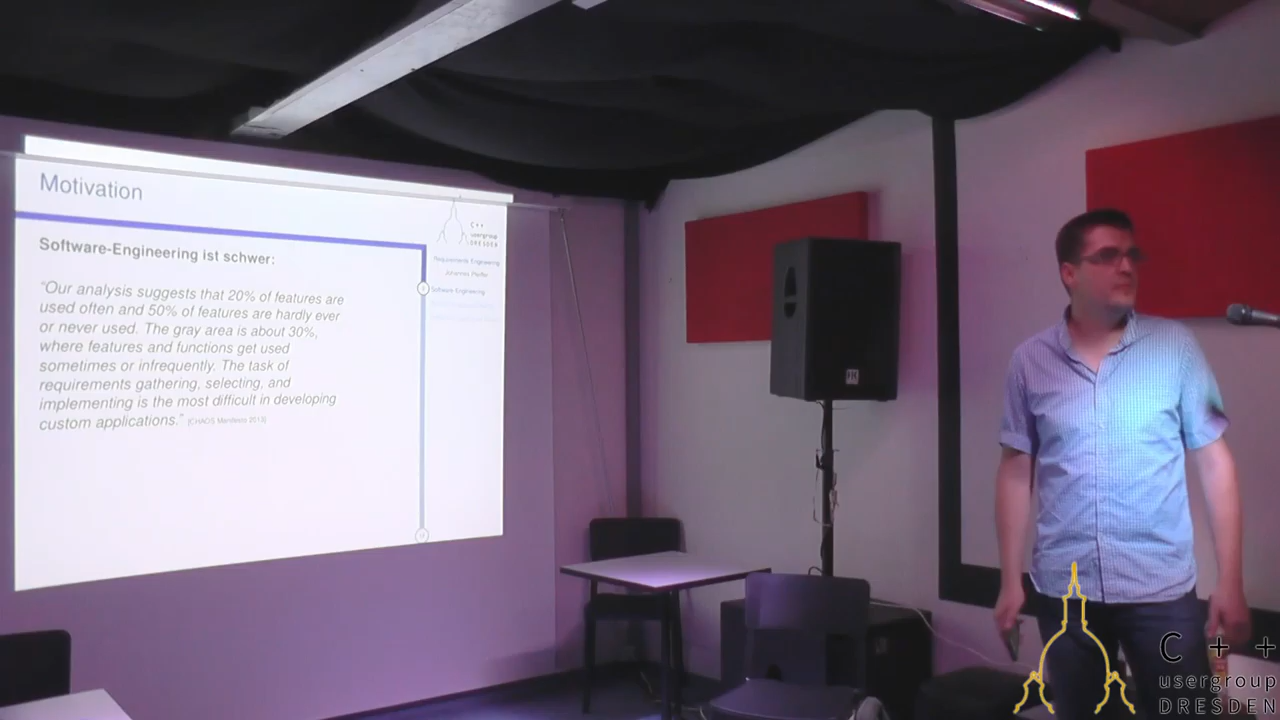 Motivation
Software-Engineering ist schwer:
"Our analysis suggests that 20% of features are
used often and 50% of features are hardly ever
or never used. The gray area is about 30%,
where features and functions get used
sometimes or infrequently. The task of
requirements gathering, selecting, and
implementing is the most difficult in developing
custom applications." [CHAOS Manifesto 2013]
C++
usergroup
DRESDEN
Requirements Engineering
Johannes
Software Engineering
C++
usergroup
DRESDEN